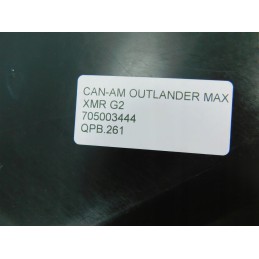 CAN-AM OUTLANDER MAX
XMR G2
705003444
QPB.261